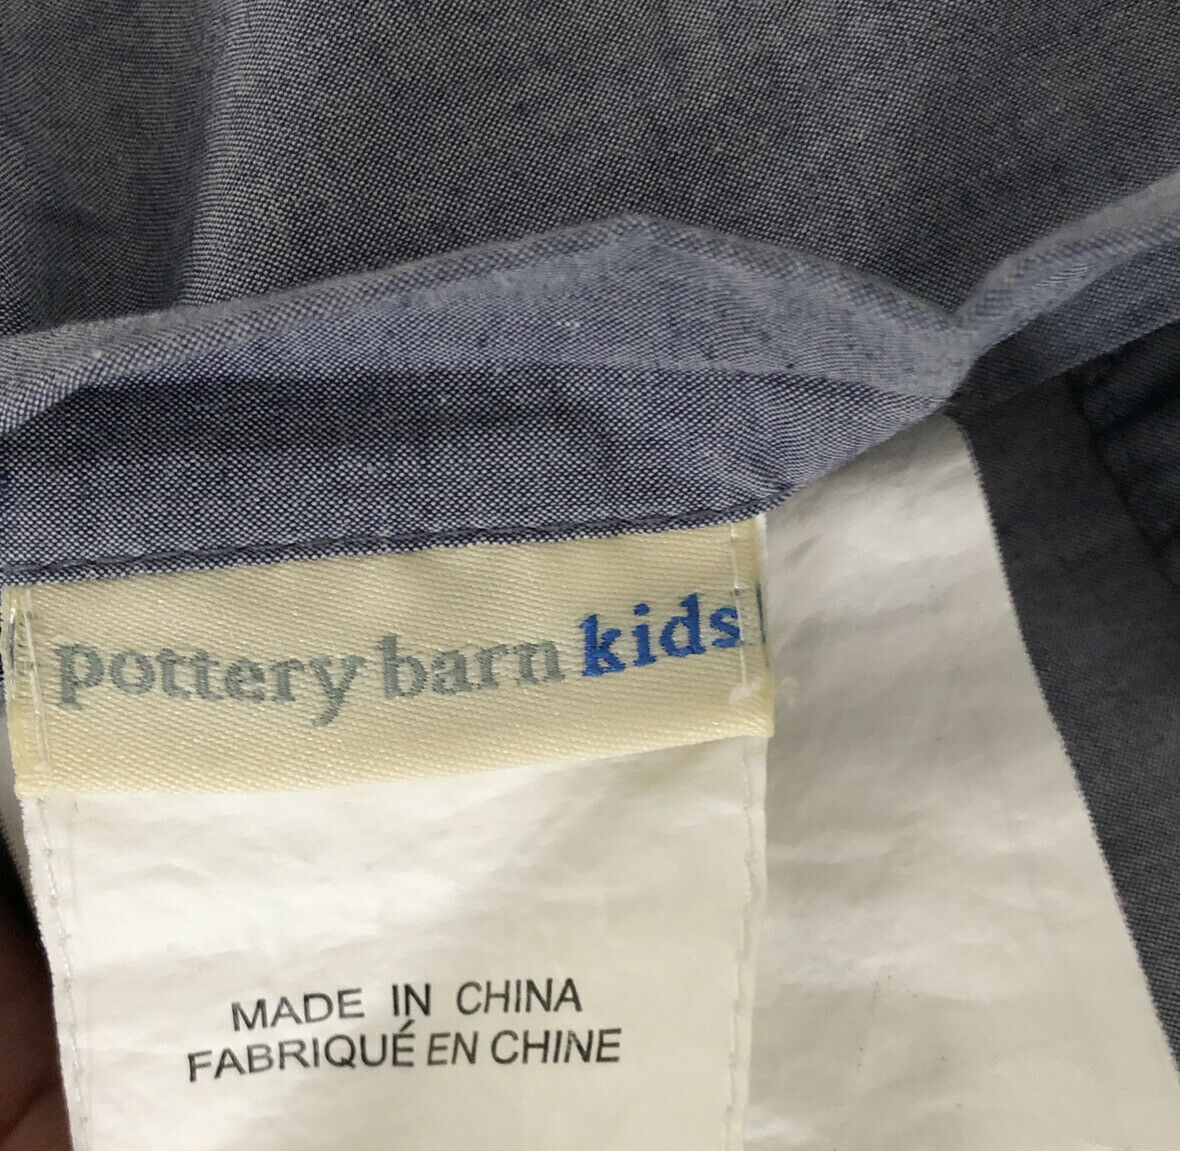 pottery barn kids
MADE IN CHINA
FABRIQUÉ EN CHINE